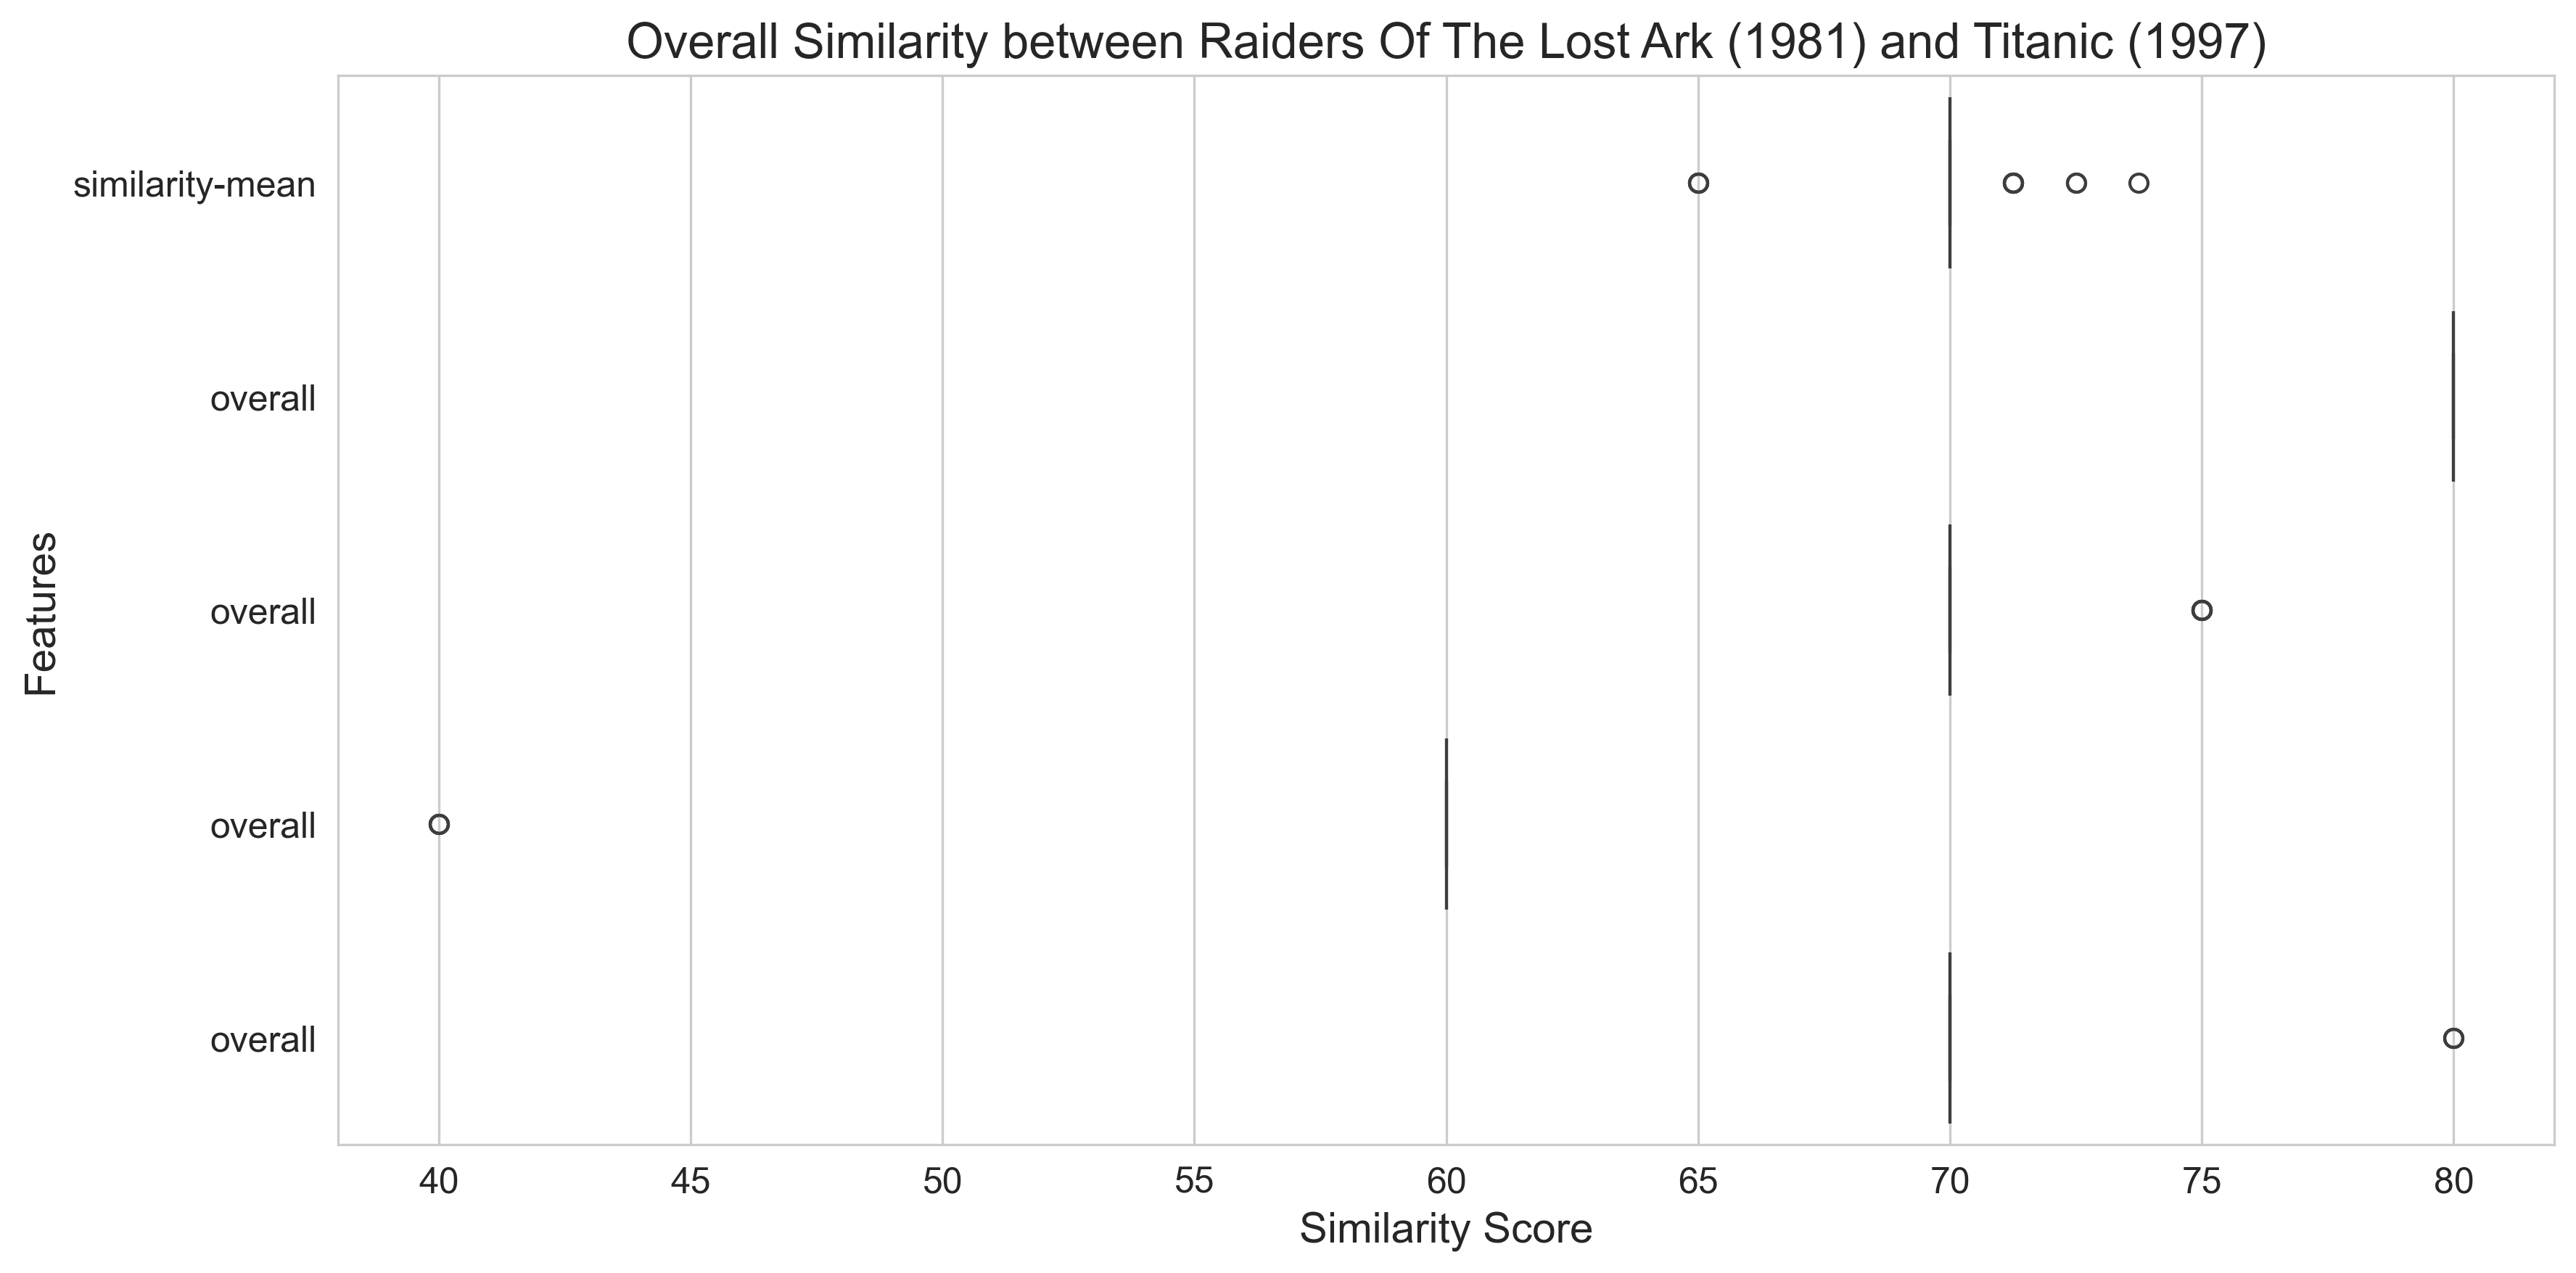 Overall Similarity between Raiders Of The Lost Ark (1981) and Titanic (1997)
similarity-mean
overall
overall
overall
overall
Features
40 45 50 55 60 65 70 75 80
Similarity Score